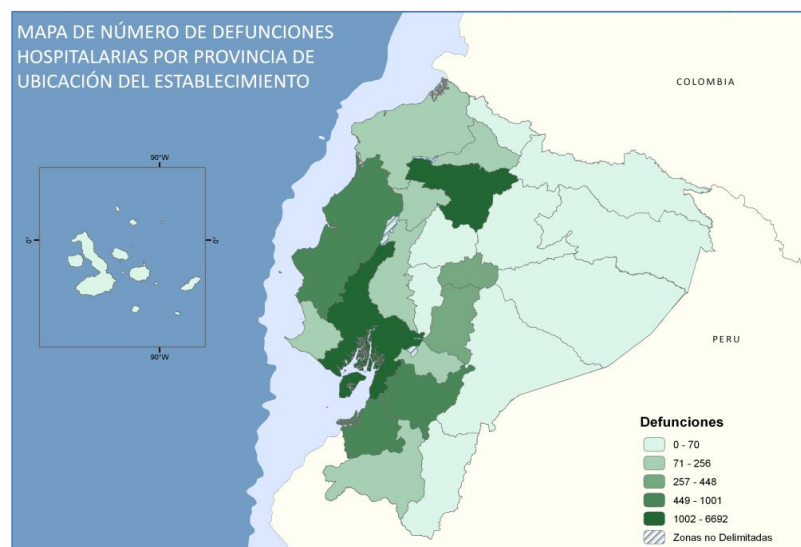 MAPA DE NÚMERO DE DEFUNCIONES
HOSPITALARIAS POR PROVINCIA DE
UBICACIÓN DEL ESTABLECIMIENTO
COLOMBIA
90°W
0°
0°
90°W
PERU
Defunciones
0 - 70
71 - 256
257 - 448
449 - 1001
1002 - 6692
Zonas no Delimitadas